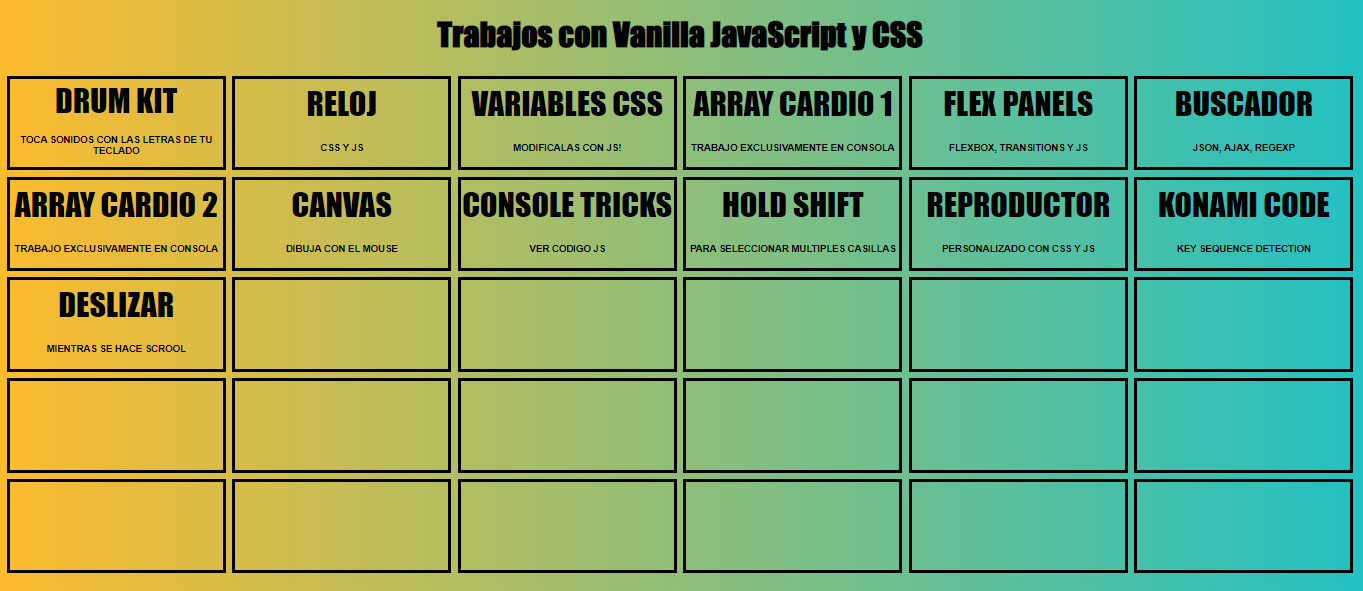 Trabajos con Vanilla JavaScript y CSS
DRUM KIT
TOCA SONIDOS CON LAS LETRAS DE TU
TECLADO
RELOJ
CSS Y JS
VARIABLES CSS
MODIFICALAS CON JS!
ARRAY CARDIO 1
TRABAJO EXCLUSIVAMENTE EN CONSOLA
FLEX PANELS
FLEXBOX, TRANSITIONS Y JS
BUSCADOR
JSON, AJAX, REGEXP
ARRAY CARDIO 2
TRABAJO EXCLUSIVAMENTE EN CONSOLA
CANVAS
DIBUJA CON EL MOUSE
CONSOLE TRICKS
VER CODIGO JS
HOLD SHIFT
PARA SELECCIONAR MULTIPLES CASILLAS
REPRODUCTOR
PERSONALIZADO CON CSS Y JS
KONAMI CODE
KEY SEQUENCE DETECTION
DESLIZAR
MIENTRAS SE HACE SCROOL